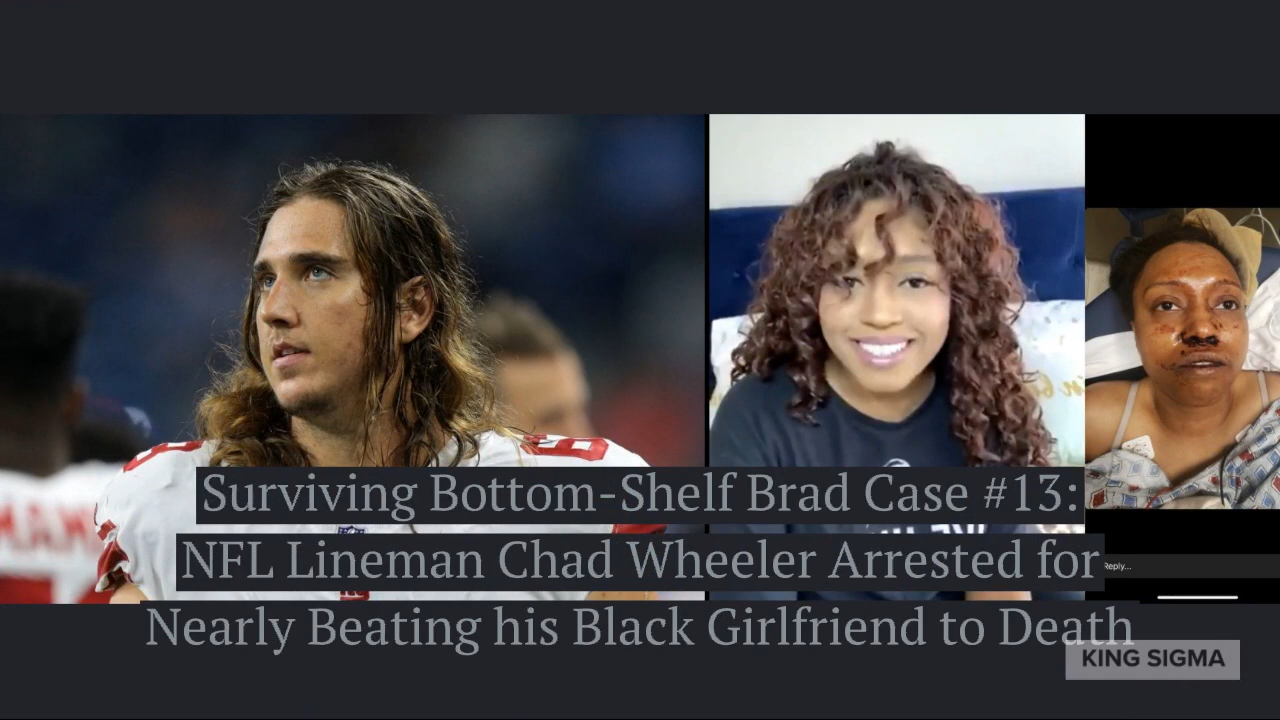 Surviving Bottom-Shelf Brad Case #13:
NFL Lineman Chad Wheeler Arrested for
Nearly Beating his Black Girlfriend to Death
KING SIGMA
Reply...